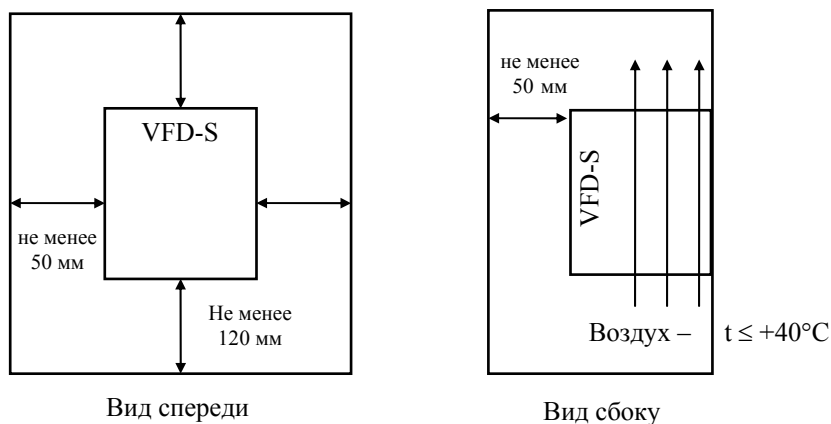 VFD-S
не менее
50 мм
Не менее
120 мм
Вид спереди
не менее
50 мм
VFD-S
Воздух – t ≤ +40°C
Вид сбоку